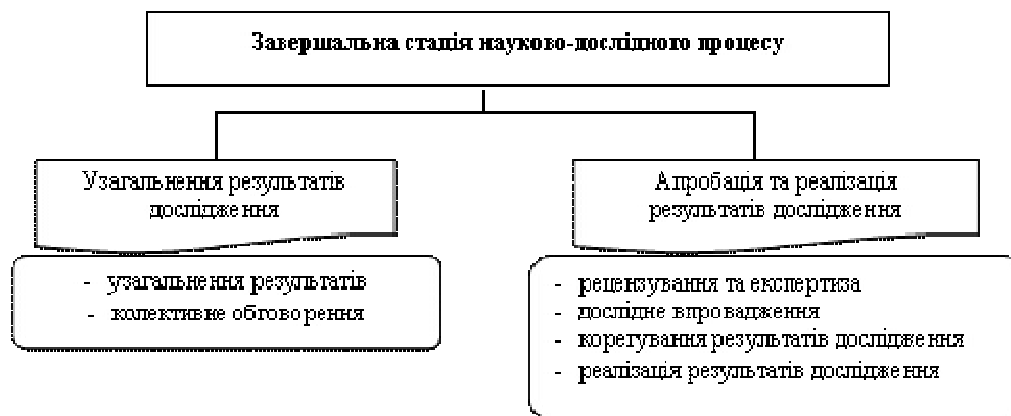 Завершальна стадія науково-дослідного процесу
Узагальнення результатів
дослідження
- узагальнення результатів
- колективне обговорення
Апробація та реалізація
результатів дослідження
- рецензування та експертиза
- дослідне впровадження
- корегування результатів дослідження
- реалізація результатів дослідження